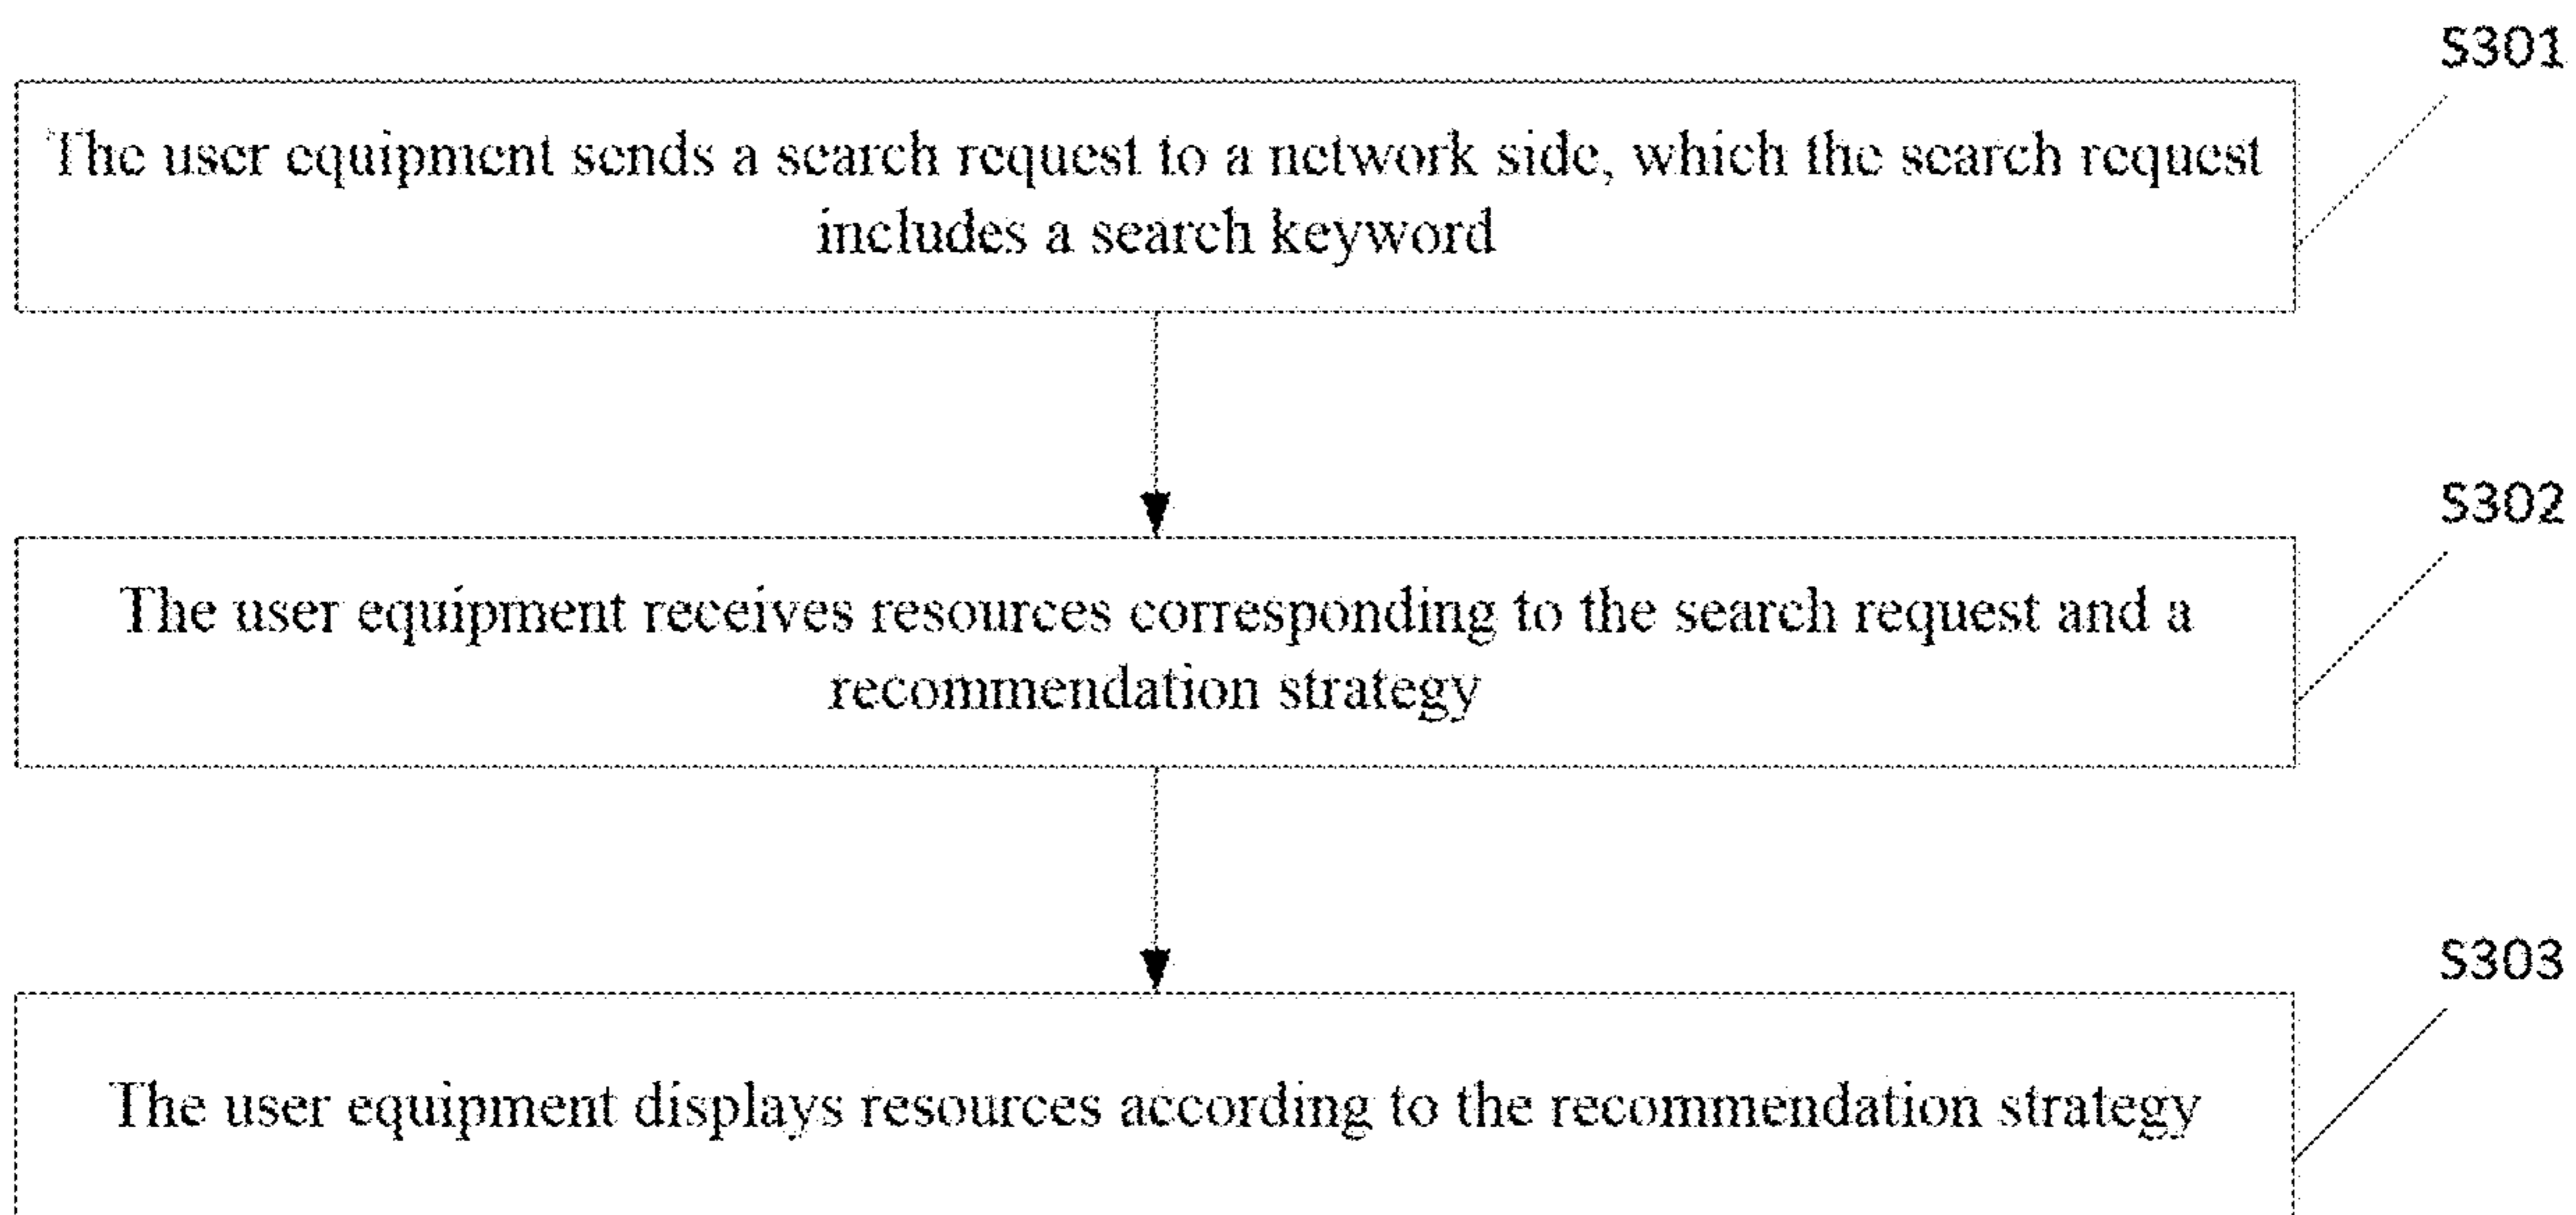 S301
The user equipment sends a search request to a network side, which the search request
includes a search keyword
S302
The user equipment receives resources corresponding to the search request and a
recommendation strategy
S303
The user equipment displays resources according to the recommendation strategy